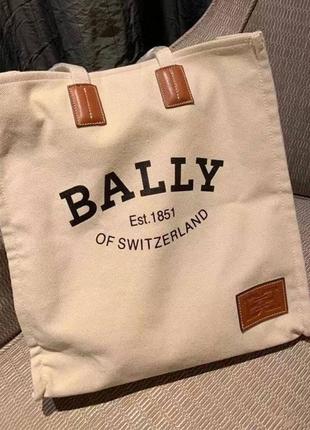 BALLY
Est.1851
OF SWITZERLAND